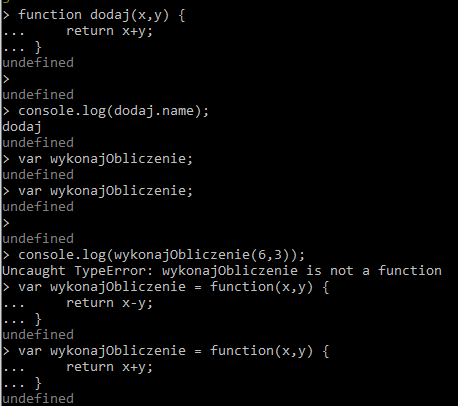 > function dodaj(x,y) {
...     return x+y;
... }
undefined
>
undefined
> console.log(dodaj.name);
dodaj
undefined
> var wykonajObliczenie;
undefined
> var wykonajObliczenie;
undefined
>
undefined
> console.log(wykonajObliczenie(6,3));
Uncaught TypeError: wykonajObliczenie is not a function
> var wykonajObliczenie = function(x,y) {
...     return x-y;
... }
undefined
> var wykonajObliczenie = function(x,y) {
...     return x+y;
... }
undefined